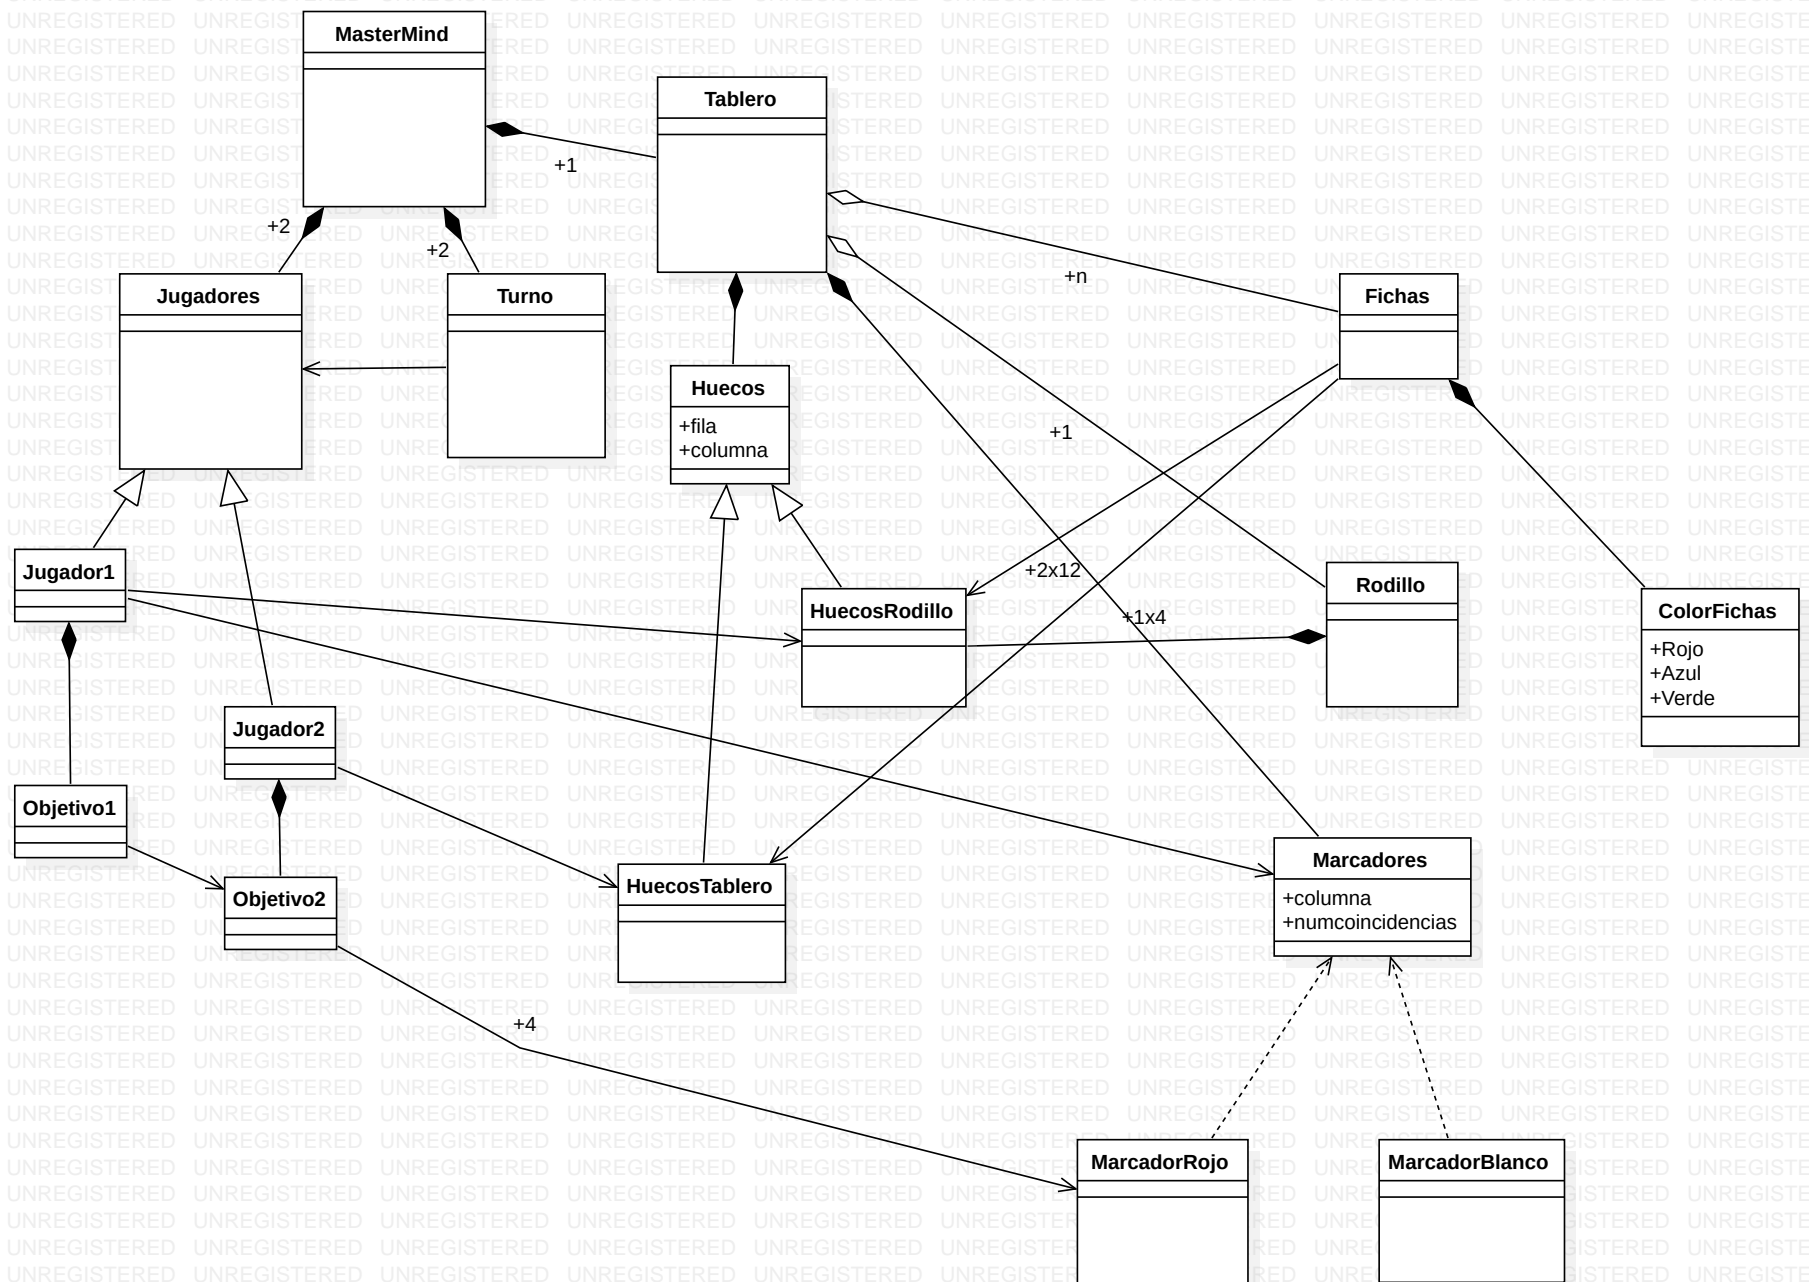 MasterMind
Tablero
+1
+2
+2
Jugadores
Turno
+n
Fichas
Huecos
+fila
+columna
+1
Jugador1
+2x12
HuecosRodillo
+1x4
Rodillo
ColorFichas
+Rojo
+Azul
+Verde
Jugador2
Objetivo1
Objetivo2
HuecosTablero
Marcadores
+columna
+numcoincidencias
+4
MarcadorRojo
MarcadorBlanco
UNREGISTERED